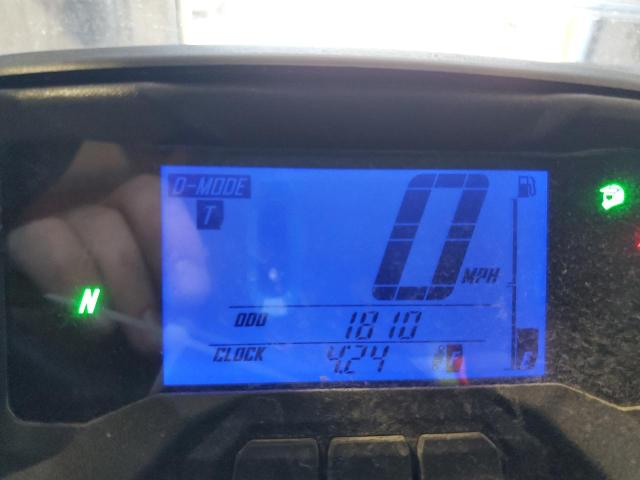 D-MODE
T
0 MPH
N
ODO 1810
CLOCK 4:24